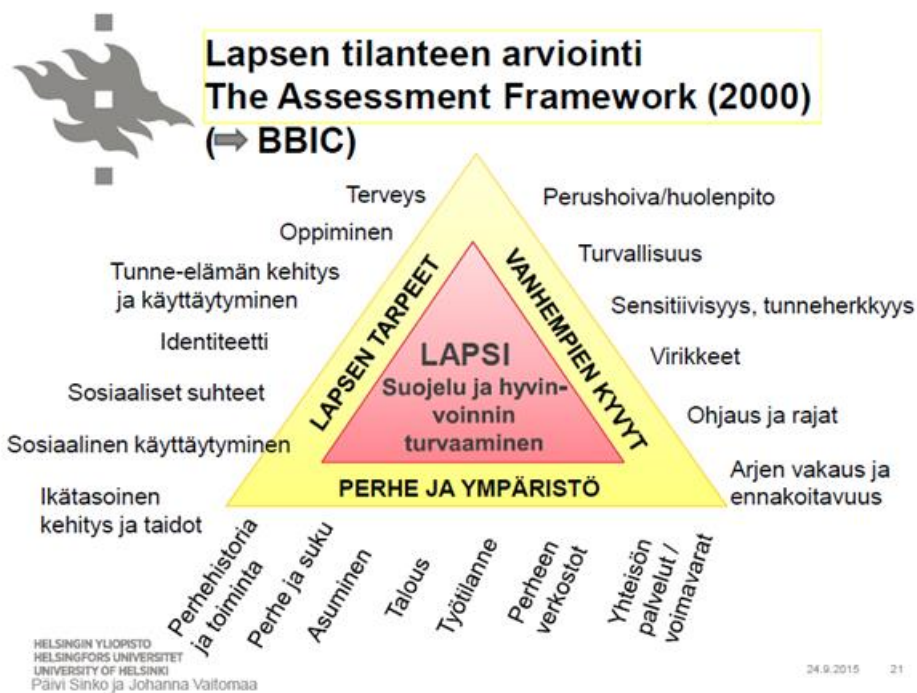 Lapsen tilanteen arviointi
The Assessment Framework (2000)
(⇨ BBIC)
Terveys
Oppiminen
Tunne-elämän kehitys
ja käyttäytyminen
Identiteetti
Sosiaaliset suhteet
Sosiaalinen käyttäytyminen
Ikätasoinen
kehitys ja taidot
LAPSEN TARPEET
VANHEMPIEN KYVYT
Perushoiva/huolenpito
Turvallisuus
Sensitiivisyys, tunneherkkyys
Virikkeet
Ohjaus ja rajat
Arjen vakaus ja
ennakoitavuus
LAPSI
Suojelu ja hyvin-
voinnin
turvaaminen
PERHE JA YMPÄRISTÖ
Perhehistoria
ja toiminta
Perhe ja suku
Asuminen
Talous
Työtilanne
Perheen
verkostot
Yhteisön
palvelut /
voimavarat
HELSINGIN YLIOPISTO
HELSINGFORS UNIVERSITET
UNIVERSITY OF HELSINKI
Päivi Sinko ja Johanna Vaitomaa
24.9.2015
21